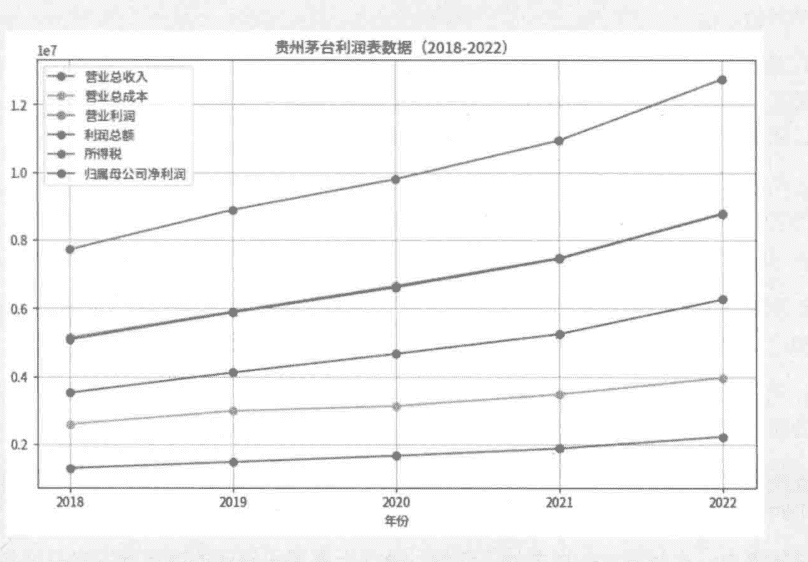 贵州茅台利润表数据（2018-2022）
1e7
营业总收入
营业总成本
营业利润
利润总额
所得税
归属母公司净利润
1.2
1.0
0.8
0.6
0.4
0.2
2018 2019 2020 2021 2022
年份